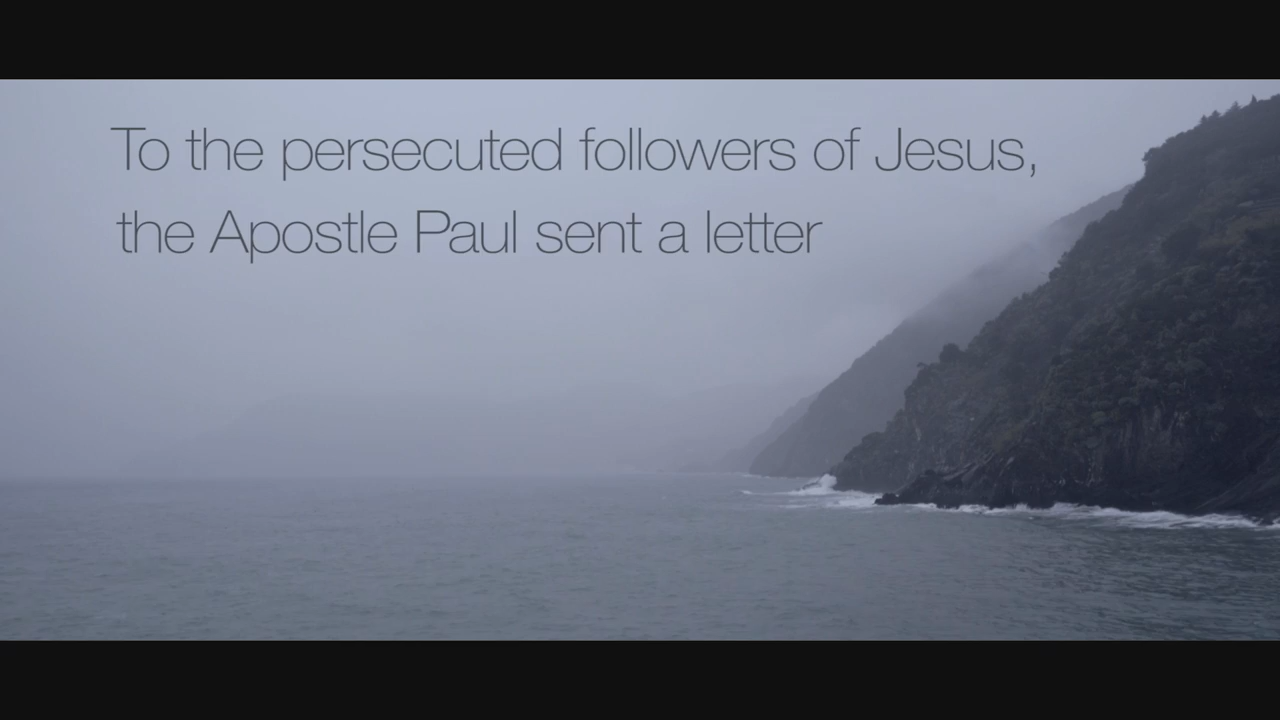 To the persecuted followers of Jesus,
the Apostle Paul sent a letter